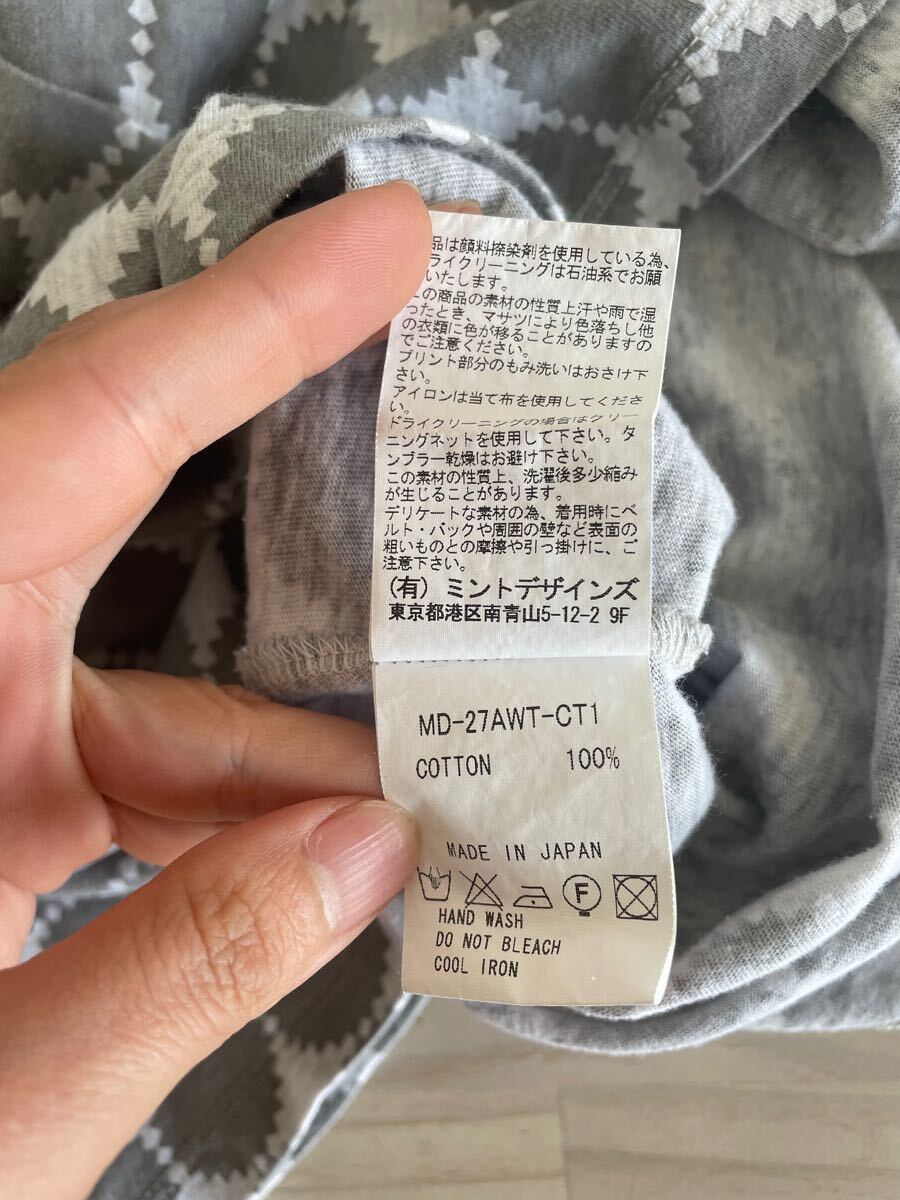 品は顔料捺染剤を使用している為、
ライクリーニングは石油系でお願
いたします。
この商品の素材の性質上汗や雨で湿
ったとき、マサツにより色落ちし他
の衣類に色が移ることがありますの
でご注意ください。
プリント部分のもみ洗いはおさけ下
さい。
アイロンは当て布を使用してくださ
い。
ドライクリーニングの場合はクリー
ニングネットを使用して下さい。タ
ンブラー乾燥はお避け下さい。
この素材の性質上、洗濯後多少縮み
が生じることがあります。
デリケートな素材の為、着用時にベ
ルト・バックや周囲の壁など表面の
粗いものとの摩擦や引っ掛けに、ご
注意下さい。
(有) ミントデザインズ
東京都港区南青山5-12-2 9F
MD-27AWT-CT1
COTTON 100%
MADE IN JAPAN
F
HAND WASH
DO NOT BLEACH
COOL IRON